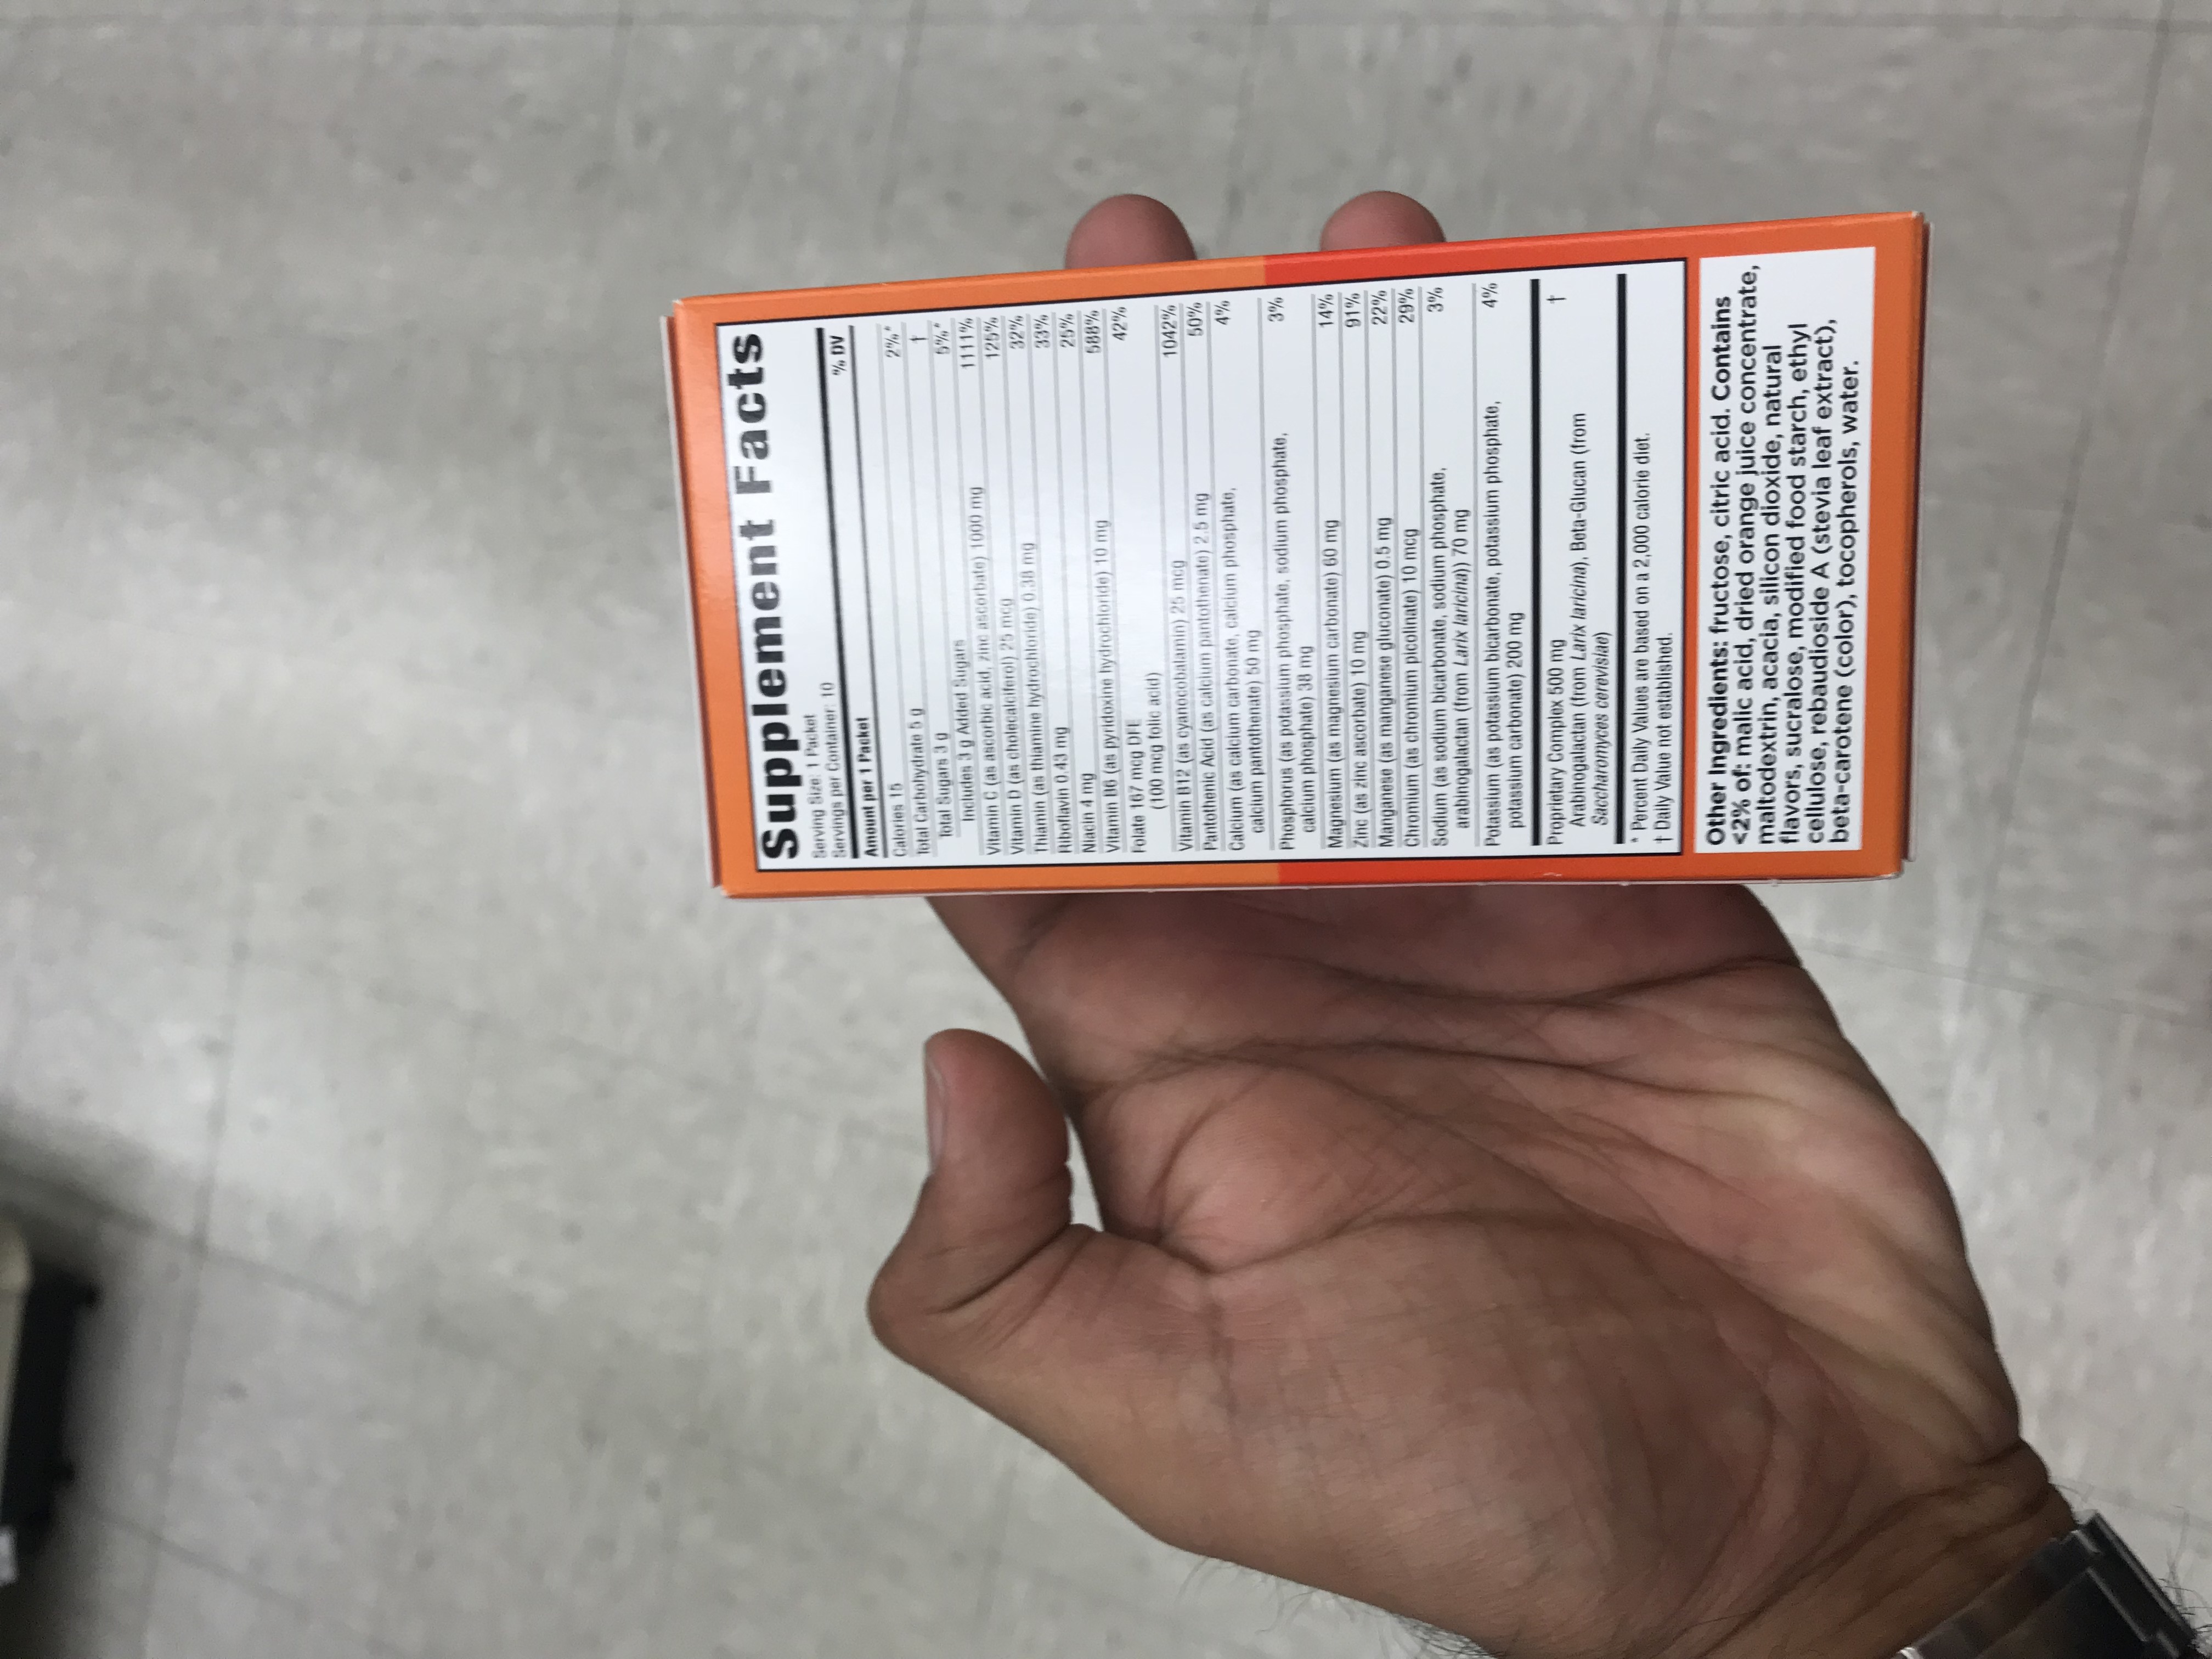 Supplement Facts
Serving Size: 1 Packet
Servings per Container: 10
Amount per 1 Packet % DV
Calories 15
Total Carbohydrate 5 g 2%*
Total Sugars 3 g †
Includes 3 g Added Sugars 5%*
Vitamin C (as ascorbic acid, zinc ascorbate) 1000 mg 1111%
Vitamin D (as cholecalciferol) 25 mcg 125%
Thiamin (as thiamine hydrochloride) 0.38 mg 32%
Riboflavin 0.43 mg 33%
Niacin 4 mg 25%
Vitamin B6 (as pyridoxine hydrochloride) 10 mg 588%
Folate 167 mcg DFE 42%
(100 mcg folic acid)
Vitamin B12 (as cyanocobalamin) 25 mcg 1042%
Pantothenic Acid (as calcium pantothenate) 2.5 mg 50%
Calcium (as calcium carbonate, calcium phosphate, 4%
calcium pantothenate) 50 mg
Phosphorus (as potassium phosphate, sodium phosphate, 3%
calcium phosphate) 38 mg
Magnesium (as magnesium carbonate) 60 mg 14%
Zinc (as zinc ascorbate) 10 mg 91%
Manganese (as manganese gluconate) 0.5 mg 22%
Chromium (as chromium picolinate) 10 mcg 29%
Sodium (as sodium bicarbonate, sodium phosphate, 3%
arabinogalactan (from Larix laricina)) 70 mg
Potassium (as potassium bicarbonate, potassium phosphate, 4%
potassium carbonate) 200 mg
Proprietary Complex 500 mg †
Arabinogalactan (from Larix laricina), Beta-Glucan (from
Saccharomyces cerevisiae)
* Percent Daily Values are based on a 2,000 calorie diet.
† Daily Value not established.
Other Ingredients: fructose, citric acid. Contains
<2% of: malic acid, dried orange juice concentrate,
maltodextrin, acacia, silicon dioxide, natural
flavors, sucralose, modified food starch, ethyl
cellulose, rebaudioside A (stevia leaf extract),
beta-carotene (color), tocopherols, water.